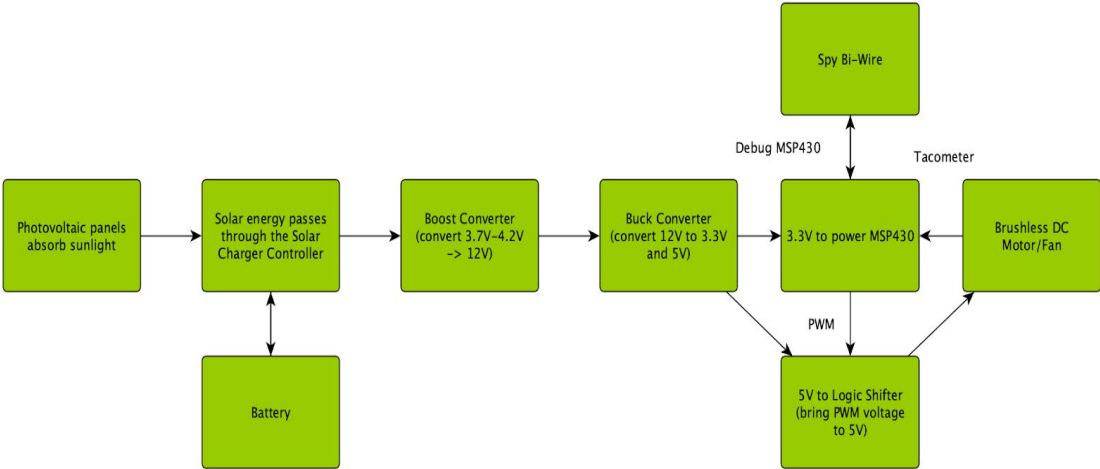 Spy Bi-Wire
Debug MSP430
Tacometer
Photovoltaic panels
absorb sunlight
Solar energy passes
through the Solar
Charger Controller
Boost Converter
(convert 3.7V-4.2V
-> 12V)
Buck Converter
(convert 12V to 3.3V
and 5V)
3.3V to power MSP430
Brushless DC
Motor/Fan
PWM
Battery
5V to Logic Shifter
(bring PWM voltage
to 5V)